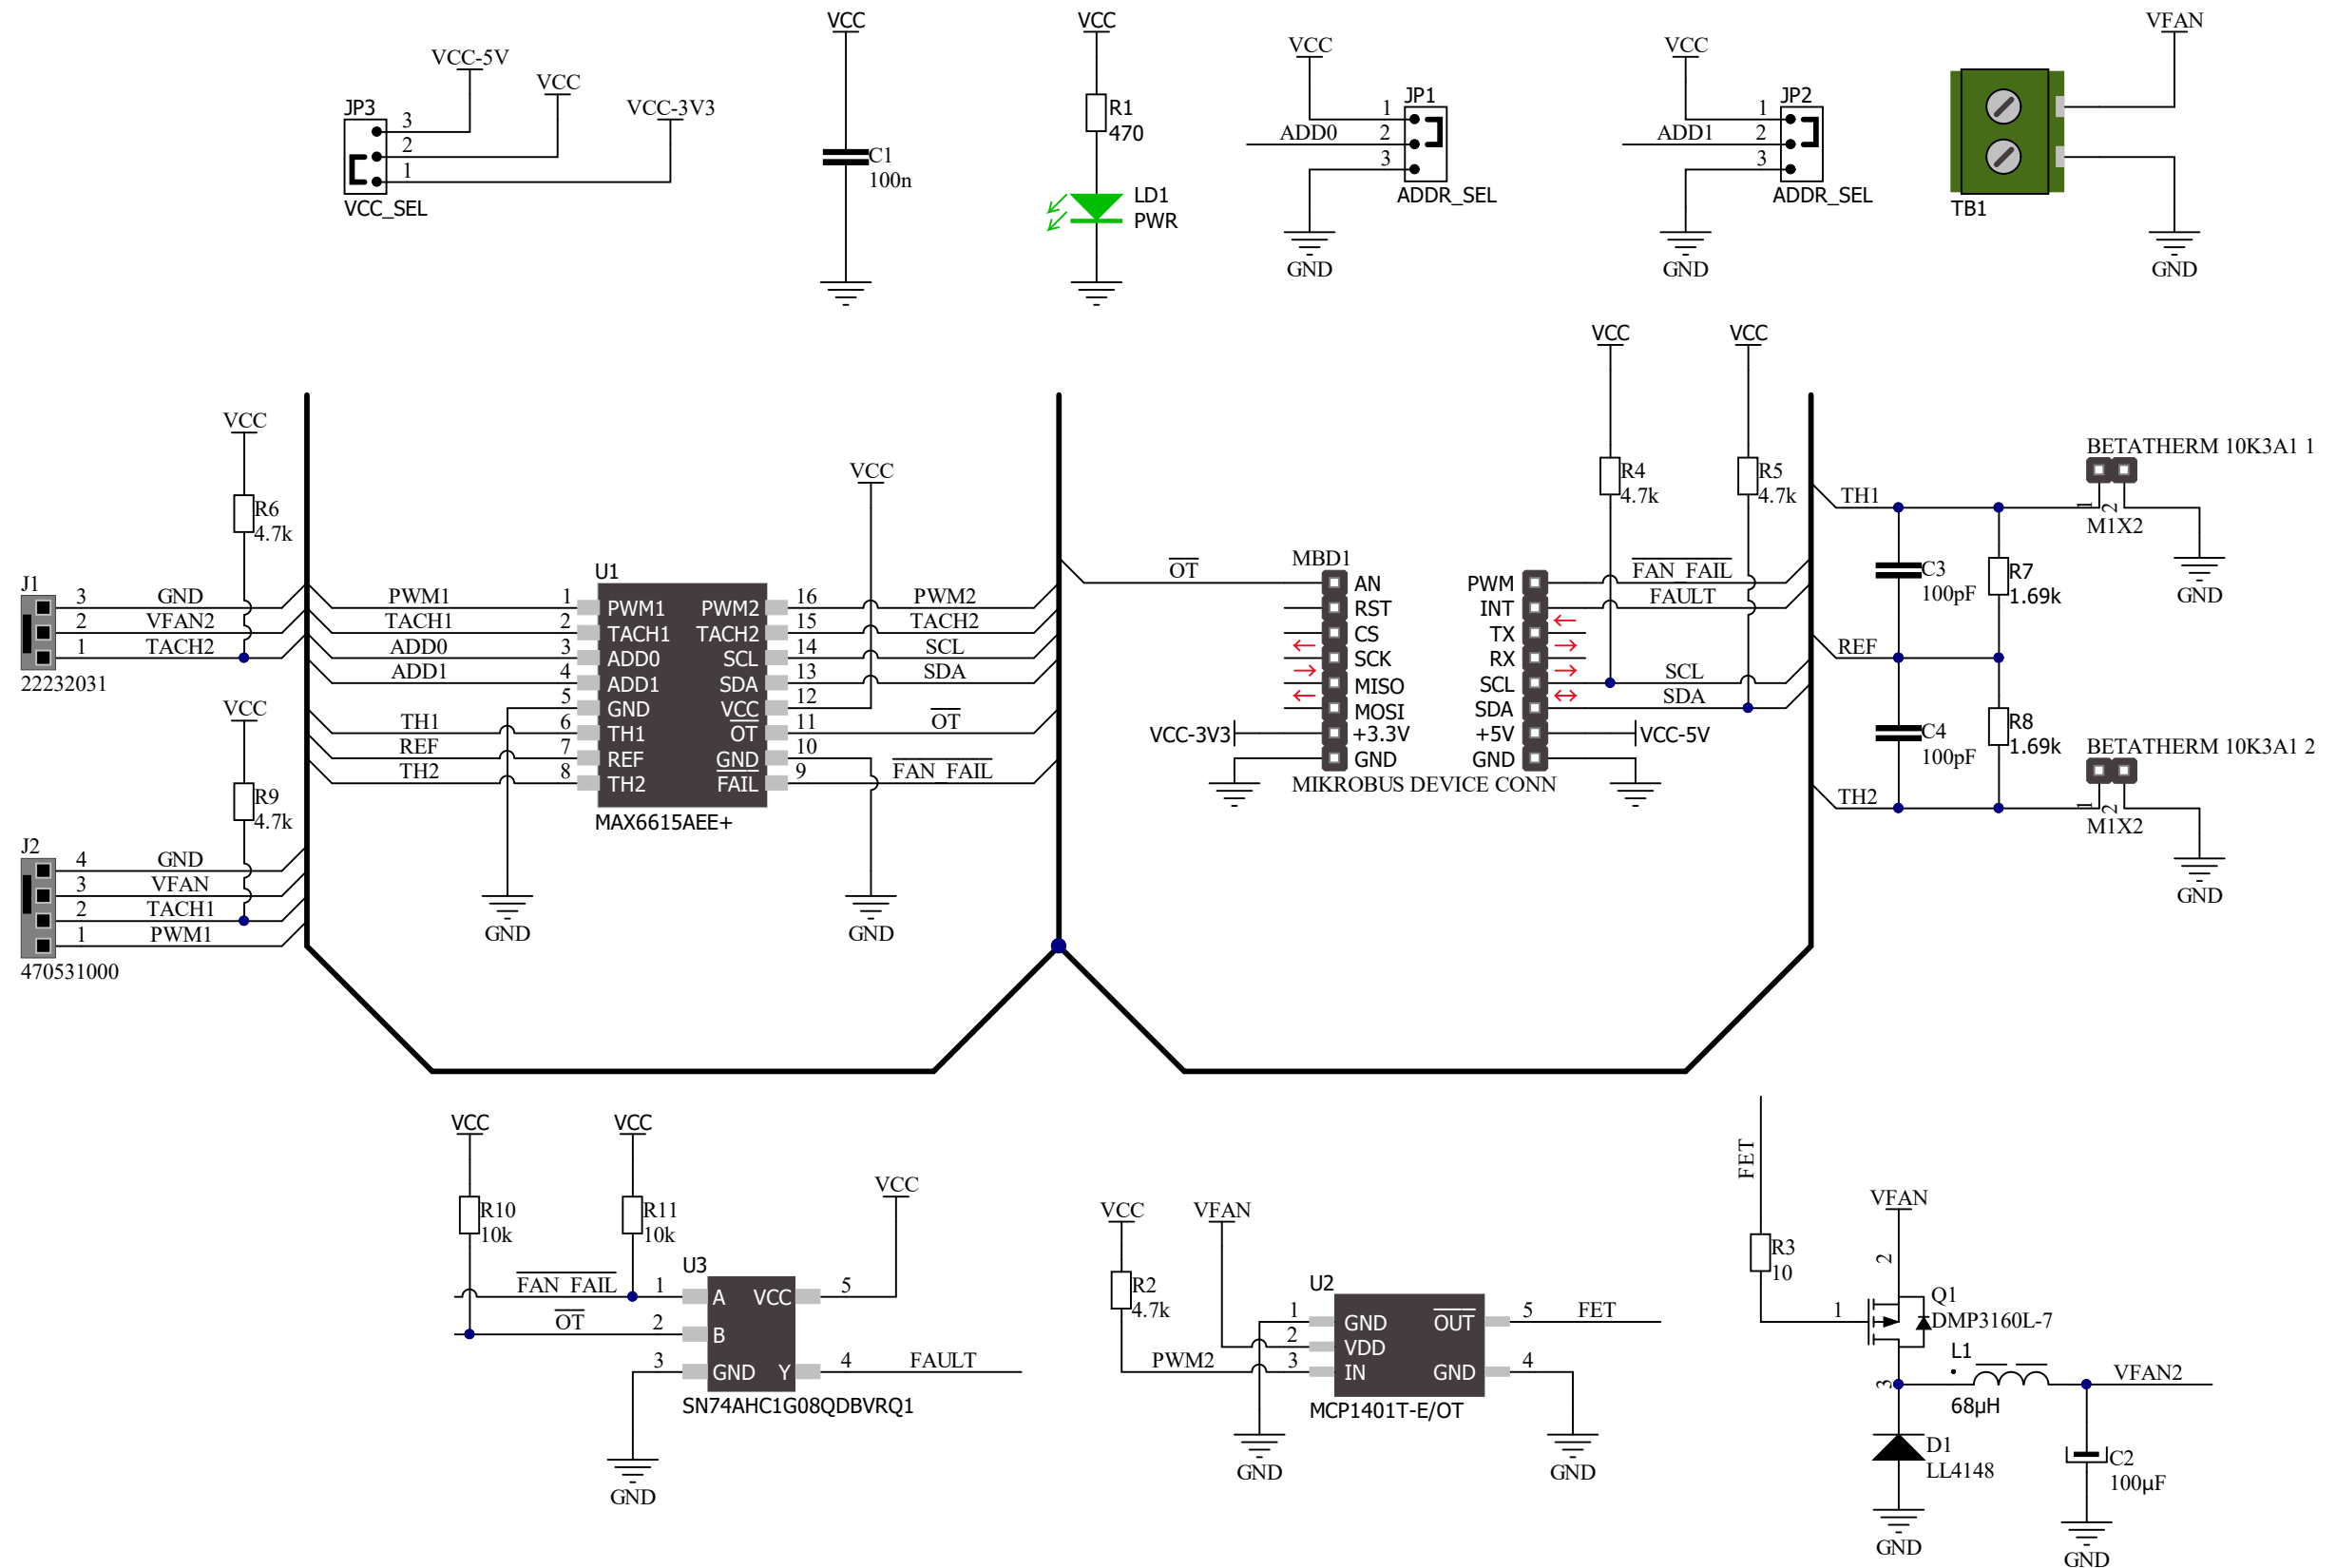 VCC-5V
VCC
VCC-3V3
JP3
3
2
1
VCC_SEL
VCC
C1
100n
VCC
R1
470
LD1
PWR
VCC
JP1
1
ADD0 2
3
ADDR_SEL
GND
VCC
JP2
1
ADD1 2
3
ADDR_SEL
GND
VFAN
TB1
GND
VCC
R6
4.7k
J1
3 GND
2 VFAN2
1 TACH2
22232031
VCC
R9
4.7k
J2
4 GND
3 VFAN
2 TACH1
1 PWM1
470531000
VCC
U1
PWM1 1 PWM1 PWM2 16 PWM2
TACH1 2 TACH1 TACH2 15 TACH2
ADD0 3 ADD0 SCL 14 SCL
ADD1 4 ADD1 SDA 13 SDA
5 GND VCC 12
TH1 6 TH1 OT 11 OT
REF 7 REF GND 10
TH2 8 TH2 FAIL 9 FAN_FAIL
MAX6615AEE+
GND
GND
VCC
VCC
R4
4.7k
R5
4.7k
MBD1
OT AN PWM FAN_FAIL
RST INT FAULT
CS TX
SCK RX
MISO SCL SCL
MOSI SDA SDA
VCC-3V3 +3.3V +5V VCC-5V
GND GND
MIKROBUS DEVICE CONN
BETATHERM 10K3A1 1
TH1
1
2
M1X2
C3
100pF
R7
1.69k
GND
REF
C4
100pF
R8
1.69k
BETATHERM 10K3A1 2
TH2
1
2
M1X2
GND
VCC
VCC
R10
10k
R11
10k
VCC
U3
FAN_FAIL 1 A VCC 5
OT 2 B
3 GND Y 4 FAULT
SN74AHC1G08QDBVRQ1
GND
VCC
VFAN
R2
4.7k
U2
1 GND OUT 5 FET
2 VDD
PWM2 3 IN GND 4
MCP1401T-E/OT
GND
GND
FET
R3
10
VFAN
2
1
Q1
DMP3160L-7
L1
3
68µH
VFAN2
D1
LL4148
C2
100µF
GND
GND